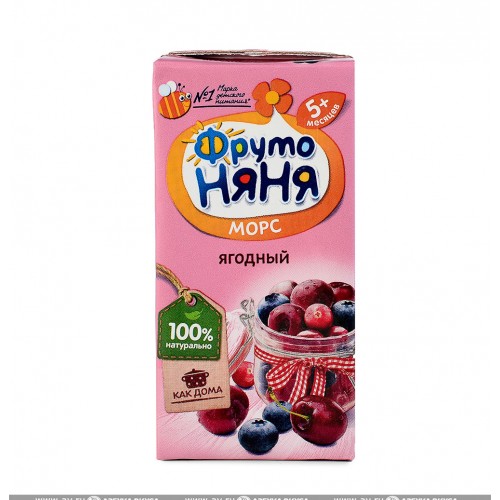 №1 Марка
детского
питания*
5+
месяцев
Фруто
НЯНЯ
МОРС
ЯГОДНЫЙ
100%
натурально
КАК ДОМА